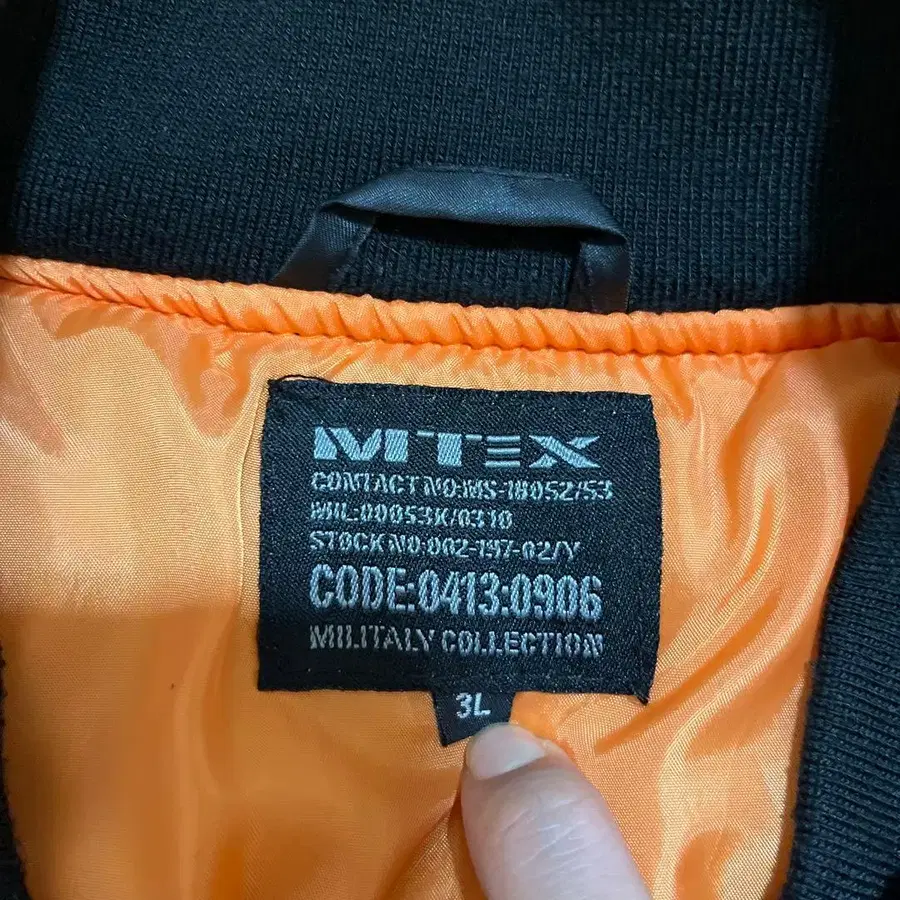 MTEX
CONTACT NO:MS-18052/53
MIL:00053K/0310
STOCK NO:002-197-02/Y
CODE:0413:0906
MILITALY COLLECTION
3L